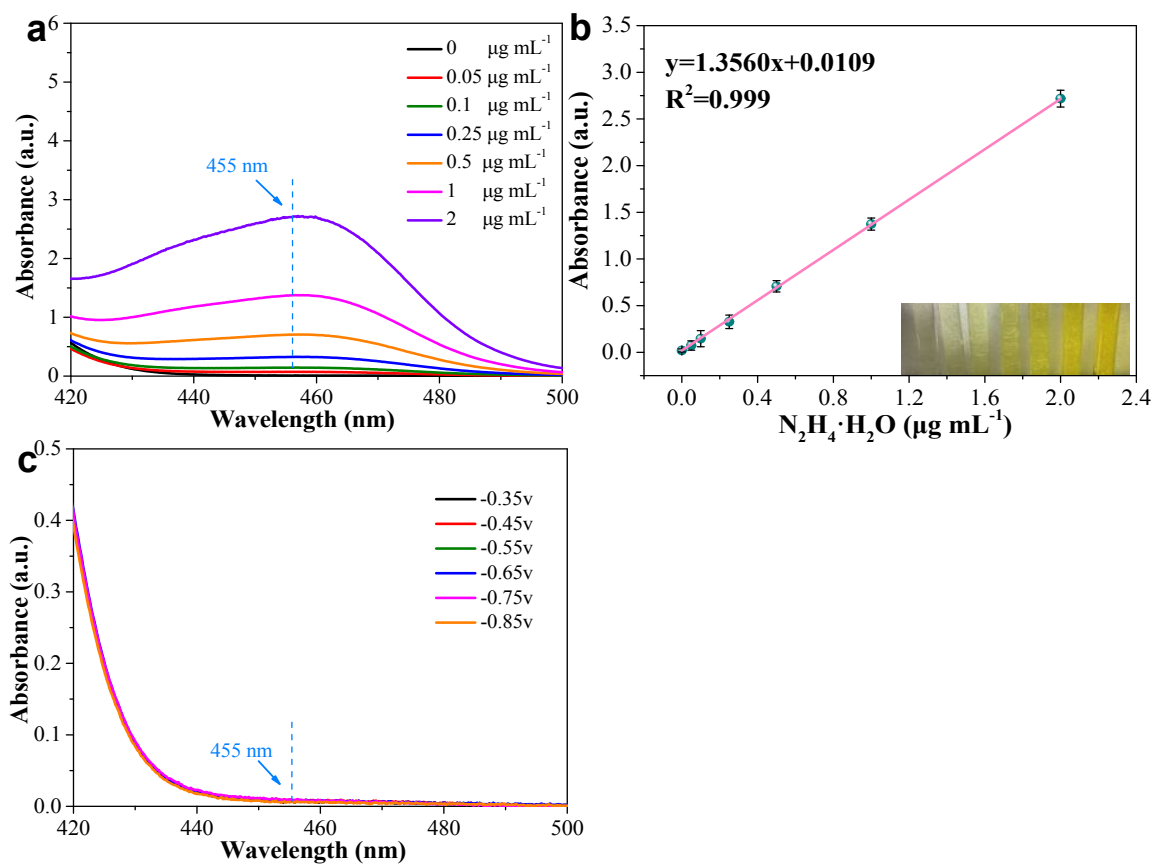 a
6
5
4
3
2
1
0
Absorbance (a.u.)
420 440 460 480 500
Wavelength (nm)
455 nm
0 μg mL⁻¹
0.05 μg mL⁻¹
0.1 μg mL⁻¹
0.25 μg mL⁻¹
0.5 μg mL⁻¹
1 μg mL⁻¹
2 μg mL⁻¹
b
3.5
3.0
2.5
2.0
1.5
1.0
0.5
0.0
Absorbance (a.u.)
y=1.3560x+0.0109
R²=0.999
0.0 0.4 0.8 1.2 1.6 2.0 2.4
N₂H₄·H₂O (μg mL⁻¹)
c
0.5
0.4
0.3
0.2
0.1
0.0
Absorbance (a.u.)
-0.35v
-0.45v
-0.55v
-0.65v
-0.75v
-0.85v
455 nm
420 440 460 480 500
Wavelength (nm)